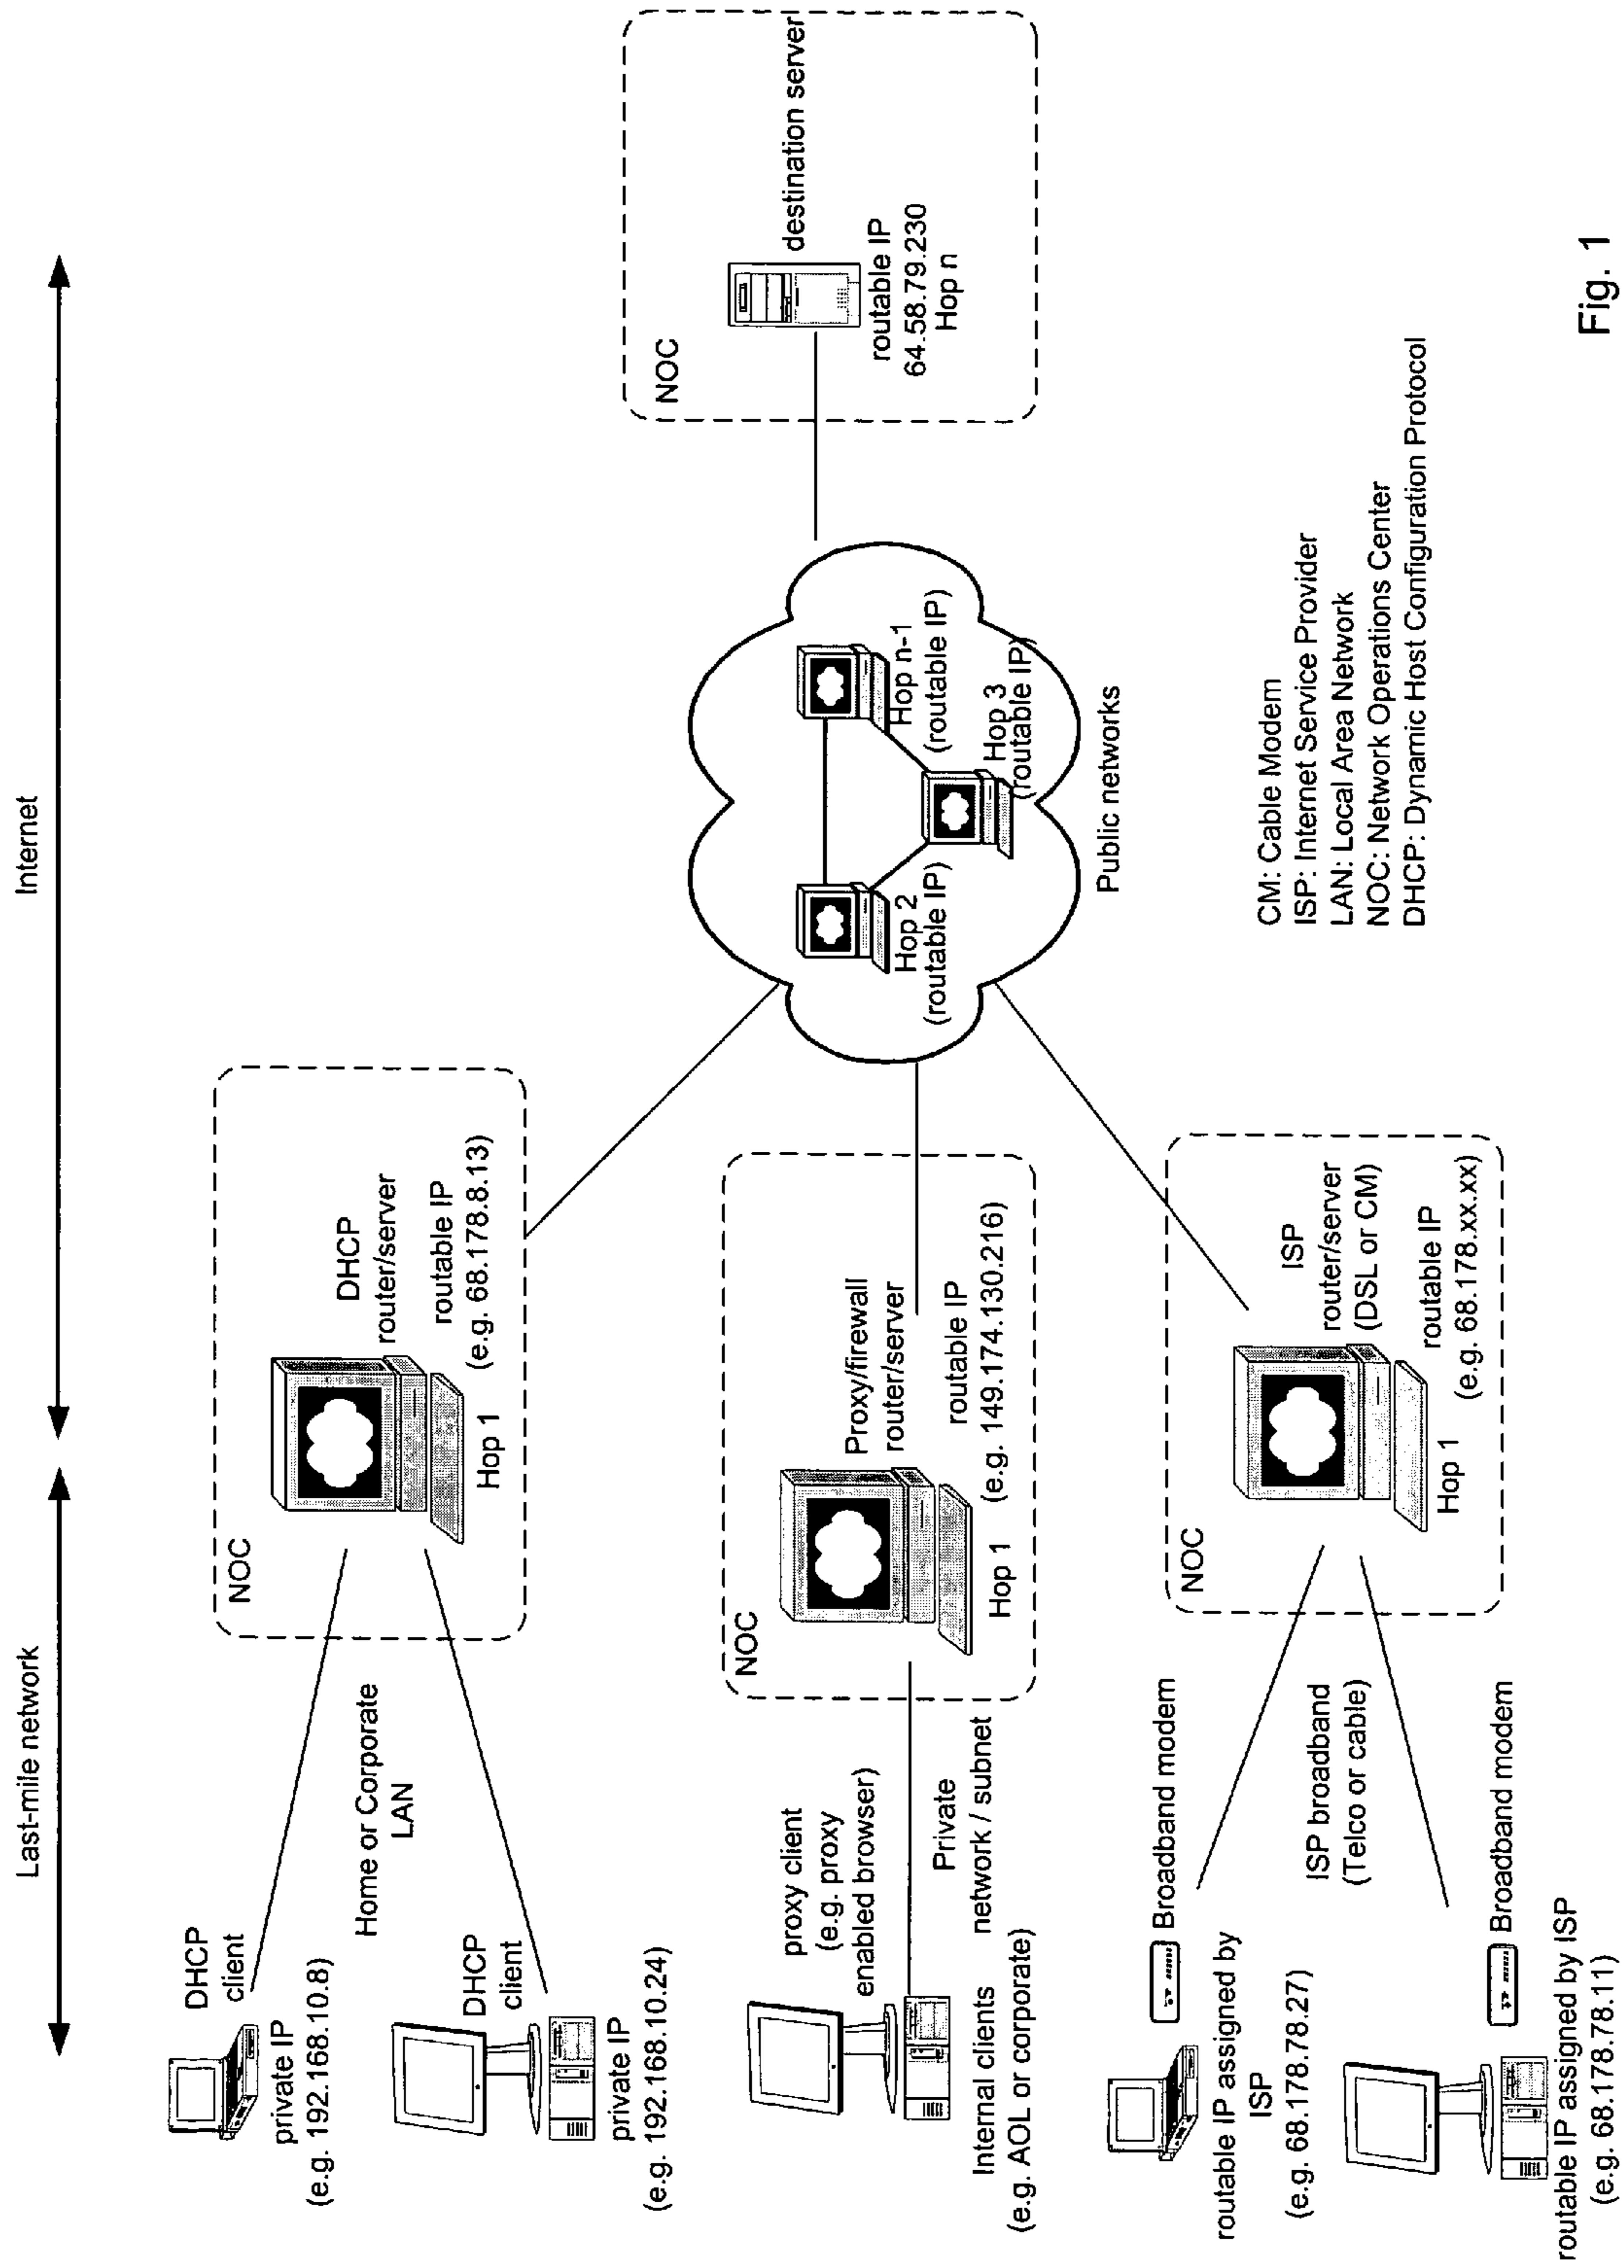 Last-mile network
Internet
DHCP
client
private IP
(e.g. 192.168.10.8)
Home or Corporate
LAN
DHCP
client
private IP
(e.g. 192.168.10.24)
NOC
DHCP
router/server
routable IP
(e.g. 68.178.8.13)
Hop 1
proxy client
(e.g. proxy
enabled browser)
Internal clients
(e.g. AOL or corporate)
Private
network / subnet
NOC
Proxy/firewall
router/server
routable IP
(e.g. 149.174.130.216)
Hop 1
Broadband modem
routable IP assigned by
ISP
(e.g. 68.178.78.27)
ISP broadband
(Telco or cable)
Broadband modem
routable IP assigned by ISP
(e.g. 68.178.78.11)
NOC
ISP
router/server
(DSL or CM)
routable IP
(e.g. 68.178.xx.xx)
Hop 1
Hop 2
(routable IP)
Hop n-1
(routable IP)
Hop 3
(routable IP)
Public networks
NOC
destination server
routable IP
64.58.79.230
Hop n
CM: Cable Modem
ISP: Internet Service Provider
LAN: Local Area Network
NOC: Network Operations Center
DHCP: Dynamic Host Configuration Protocol
Fig. 1